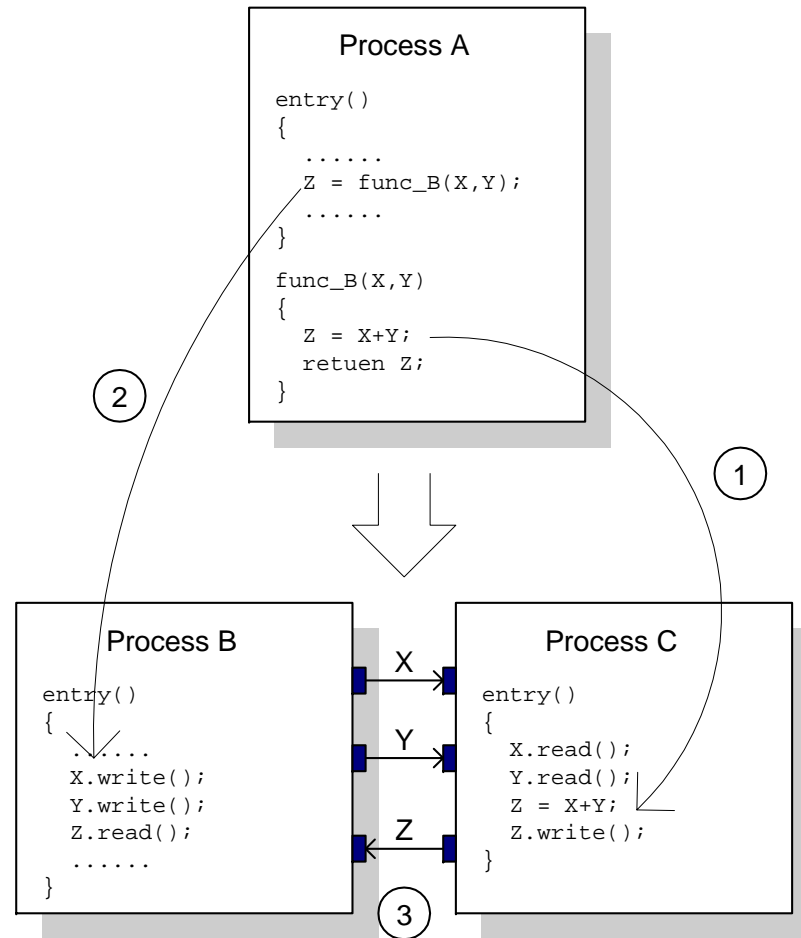 Process A
entry()
{
......
Z = func_B(X,Y);
......
}
func_B(X,Y)
{
Z = X+Y;
retuen Z;
}
2
1
Process B
entry()
{
......
X.write();
Y.write();
Z.read();
......
}
X
Y
Z
3
Process C
entry()
{
X.read();
Y.read();
Z = X+Y;
Z.write();
}